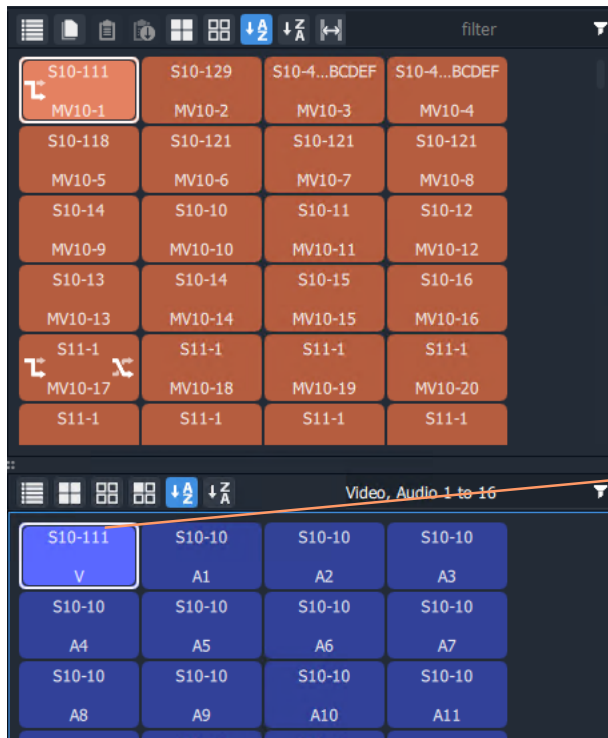 filter
S10-111 S10-129 S10-4...BCDEF S10-4...BCDEF
MV10-1 MV10-2 MV10-3 MV10-4
S10-118 S10-121 S10-121 S10-121
MV10-5 MV10-6 MV10-7 MV10-8
S10-14 S10-10 S10-11 S10-12
MV10-9 MV10-10 MV10-11 MV10-12
S10-13 S10-14 S10-15 S10-16
MV10-13 MV10-14 MV10-15 MV10-16
S11-1 S11-1 S11-1 S11-1
MV10-17 MV10-18 MV10-19 MV10-20
S11-1 S11-1 S11-1 S11-1
Video, Audio 1 to 16
S10-111 S10-10 S10-10 S10-10
V A1 A2 A3
S10-10 S10-10 S10-10 S10-10
A4 A5 A6 A7
S10-10 S10-10 S10-10 S10-10
A8 A9 A10 A11